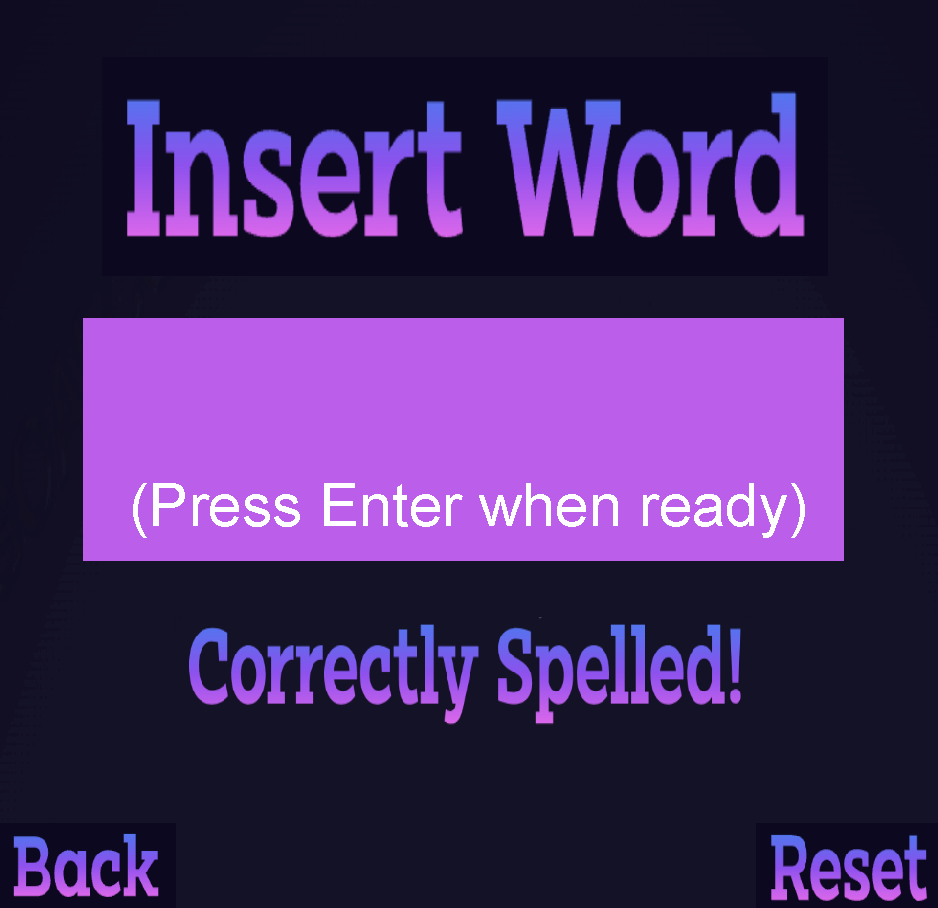 Insert Word
(Press Enter when ready)
Correctly Spelled!
Back
Reset